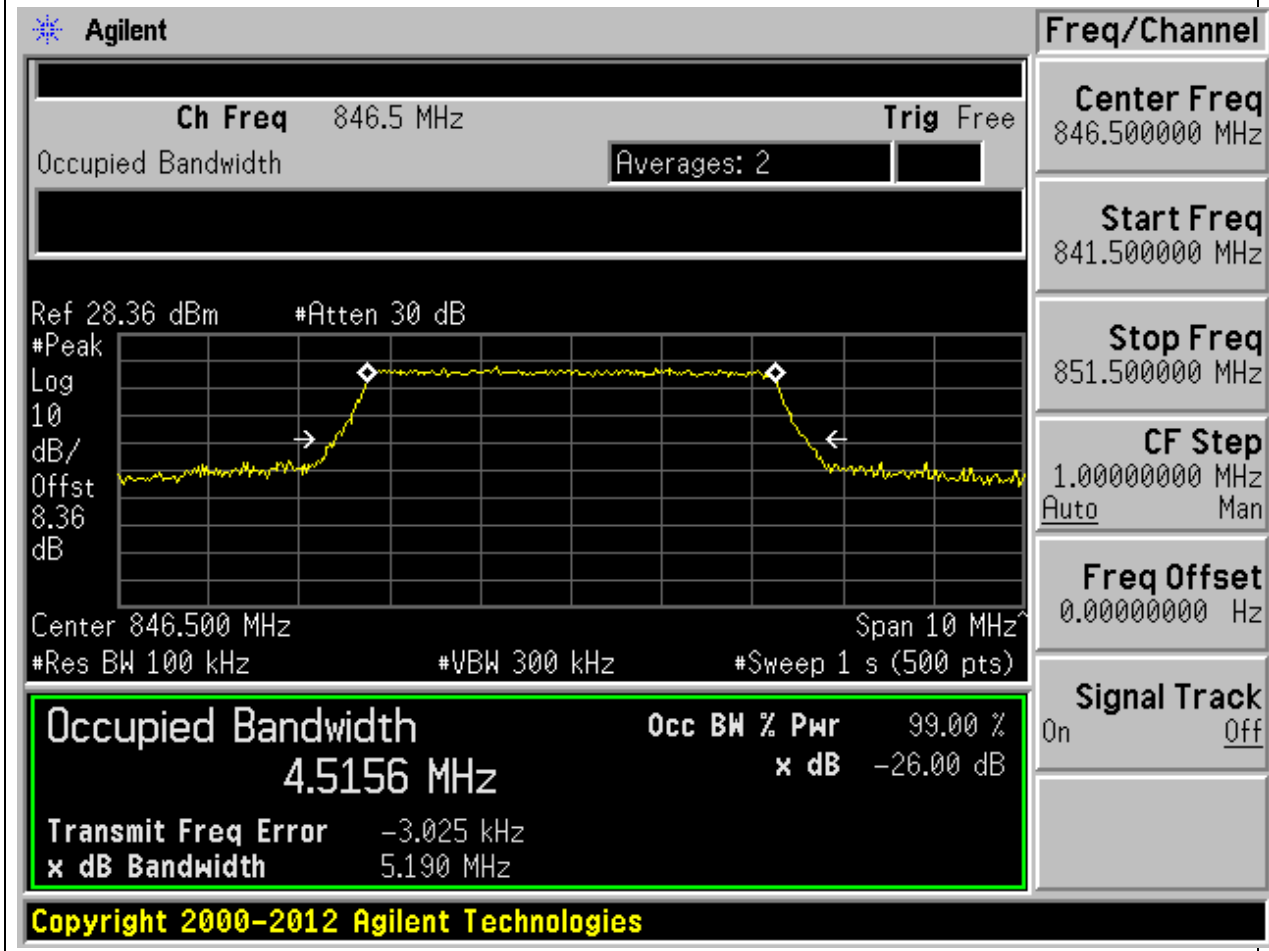 Agilent
Freq/Channel
Ch Freq 846.5 MHz Trig Free
Occupied Bandwidth Averages: 2
Center Freq
846.500000 MHz
Start Freq
841.500000 MHz
Stop Freq
851.500000 MHz
CF Step
1.00000000 MHz
Auto Man
Freq Offset
0.00000000 Hz
Signal Track
On Off
Ref 28.36 dBm #Atten 30 dB
#Peak
Log
10
dB/
Offst
8.36
dB
Center 846.500 MHz Span 10 MHz^
#Res BW 100 kHz #VBW 300 kHz #Sweep 1 s (500 pts)
Occupied Bandwidth Occ BW % Pwr 99.00 %
4.5156 MHz x dB -26.00 dB
Transmit Freq Error -3.025 kHz
x dB Bandwidth 5.190 MHz
Copyright 2000-2012 Agilent Technologies